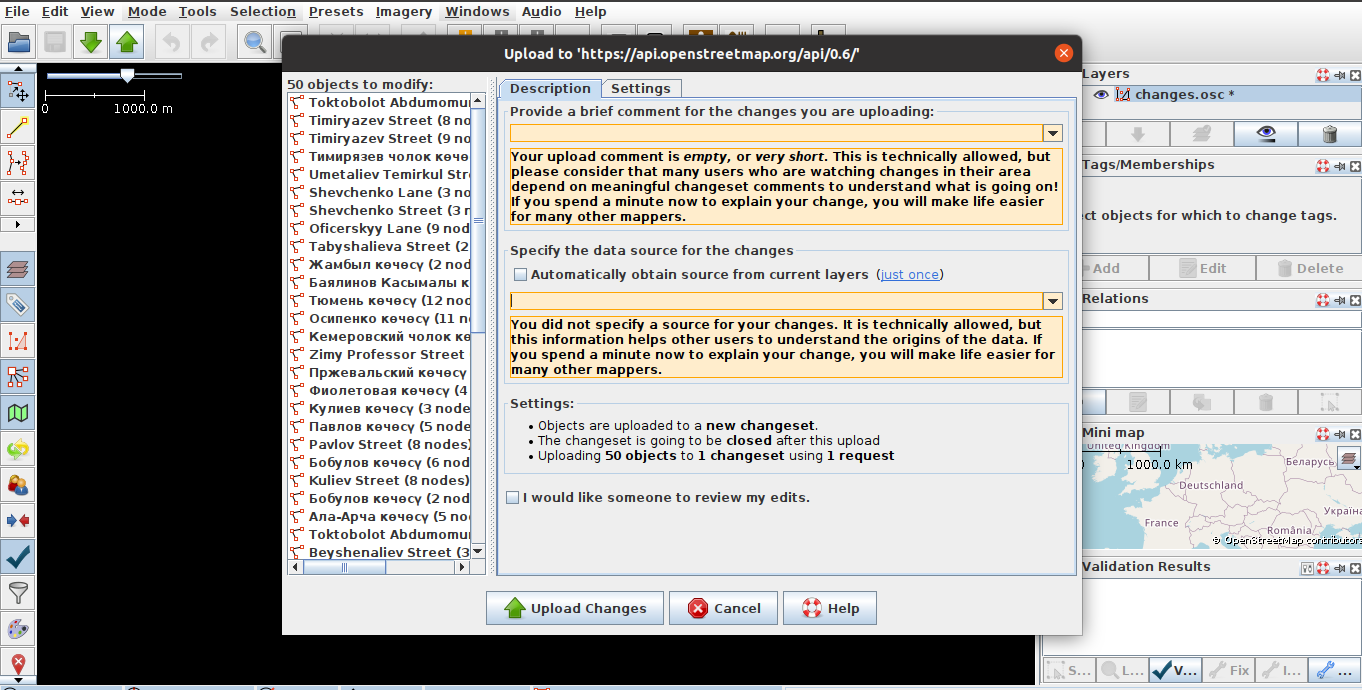 File Edit View Mode Tools Selection Presets Imagery Windows Audio Help
Upload to 'https://api.openstreetmap.org/api/0.6/'
0
1000.0 m
50 objects to modify:
Toktobolot Abdumomu
Timiryazev Street (8 no
Timiryazev Street (9 no
Тимирязев чолок көче
Umetaliev Temirkul Str
Shevchenko Lane (3 no
Shevchenko Street (3 r
Oficerskyy Lane (9 nod
Tabyshalieva Street (2
Жамбыл көчөсү (2 nod
Баялинов Касымалы к
Тюмень көчөсү (12 noc
Осипенко көчөсү (11 n
Кемеровский чолок кө
Zimy Professor Street
Пржевальский көчөсү
Фиолетовая көчөсү (4
Кулиев көчөсү (3 nodе
Павлов көчөсү (5 node
Pavlov Street (8 nodes)
Бобулов көчөсү (6 nod
Kuliev Street (8 nodes)
Бобулов көчөсү (2 nod
Ала-Арча көчөсү (5 no
Toktobolot Abdumomu
Beyshenaliev Street (3
Description Settings
Provide a brief comment for the changes you are uploading:
Your upload comment is empty, or very short. This is technically allowed, but
please consider that many users who are watching changes in their area
depend on meaningful changeset comments to understand what is going on!
If you spend a minute now to explain your change, you will make life easier
for many other mappers.
Specify the data source for the changes
Automatically obtain source from current layers (just once)
You did not specify a source for your changes. It is technically allowed, but
this information helps other users to understand the origins of the data. If
you spend a minute now to explain your change, you will make life easier for
many other mappers.
Settings:
• Objects are uploaded to a new changeset.
• The changeset is going to be closed after this upload
• Uploading 50 objects to 1 changeset using 1 request
I would like someone to review my edits.
Upload Changes Cancel Help
Layers
changes.osc *
Tags/Memberships
ect objects for which to change tags.
Add Edit Delete
Relations
Mini map
United Kingdom
1000.0 km
Беларусь
Deutschland
Україна
France
România
© OpenStreetMap contributors
Validation Results
S... L... V... Fix I... ...